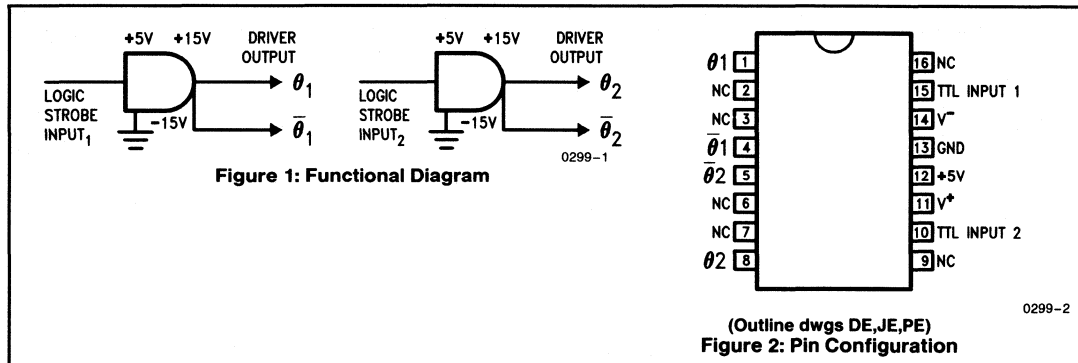 +5V +15V DRIVER OUTPUT
LOGIC STROBE INPUT₁
-15V
θ₁
θ̅₁
+5V +15V DRIVER OUTPUT
LOGIC STROBE INPUT₂
-15V
θ₂
θ̅₂
0299-1
Figure 1: Functional Diagram
θ1 1
NC 2
NC 3
θ̅1 4
θ̅2 5
NC 6
NC 7
θ2 8
16 NC
15 TTL INPUT 1
14 V⁻
13 GND
12 +5V
11 V⁺
10 TTL INPUT 2
9 NC
0299-2
(Outline dwgs DE,JE,PE)
Figure 2: Pin Configuration